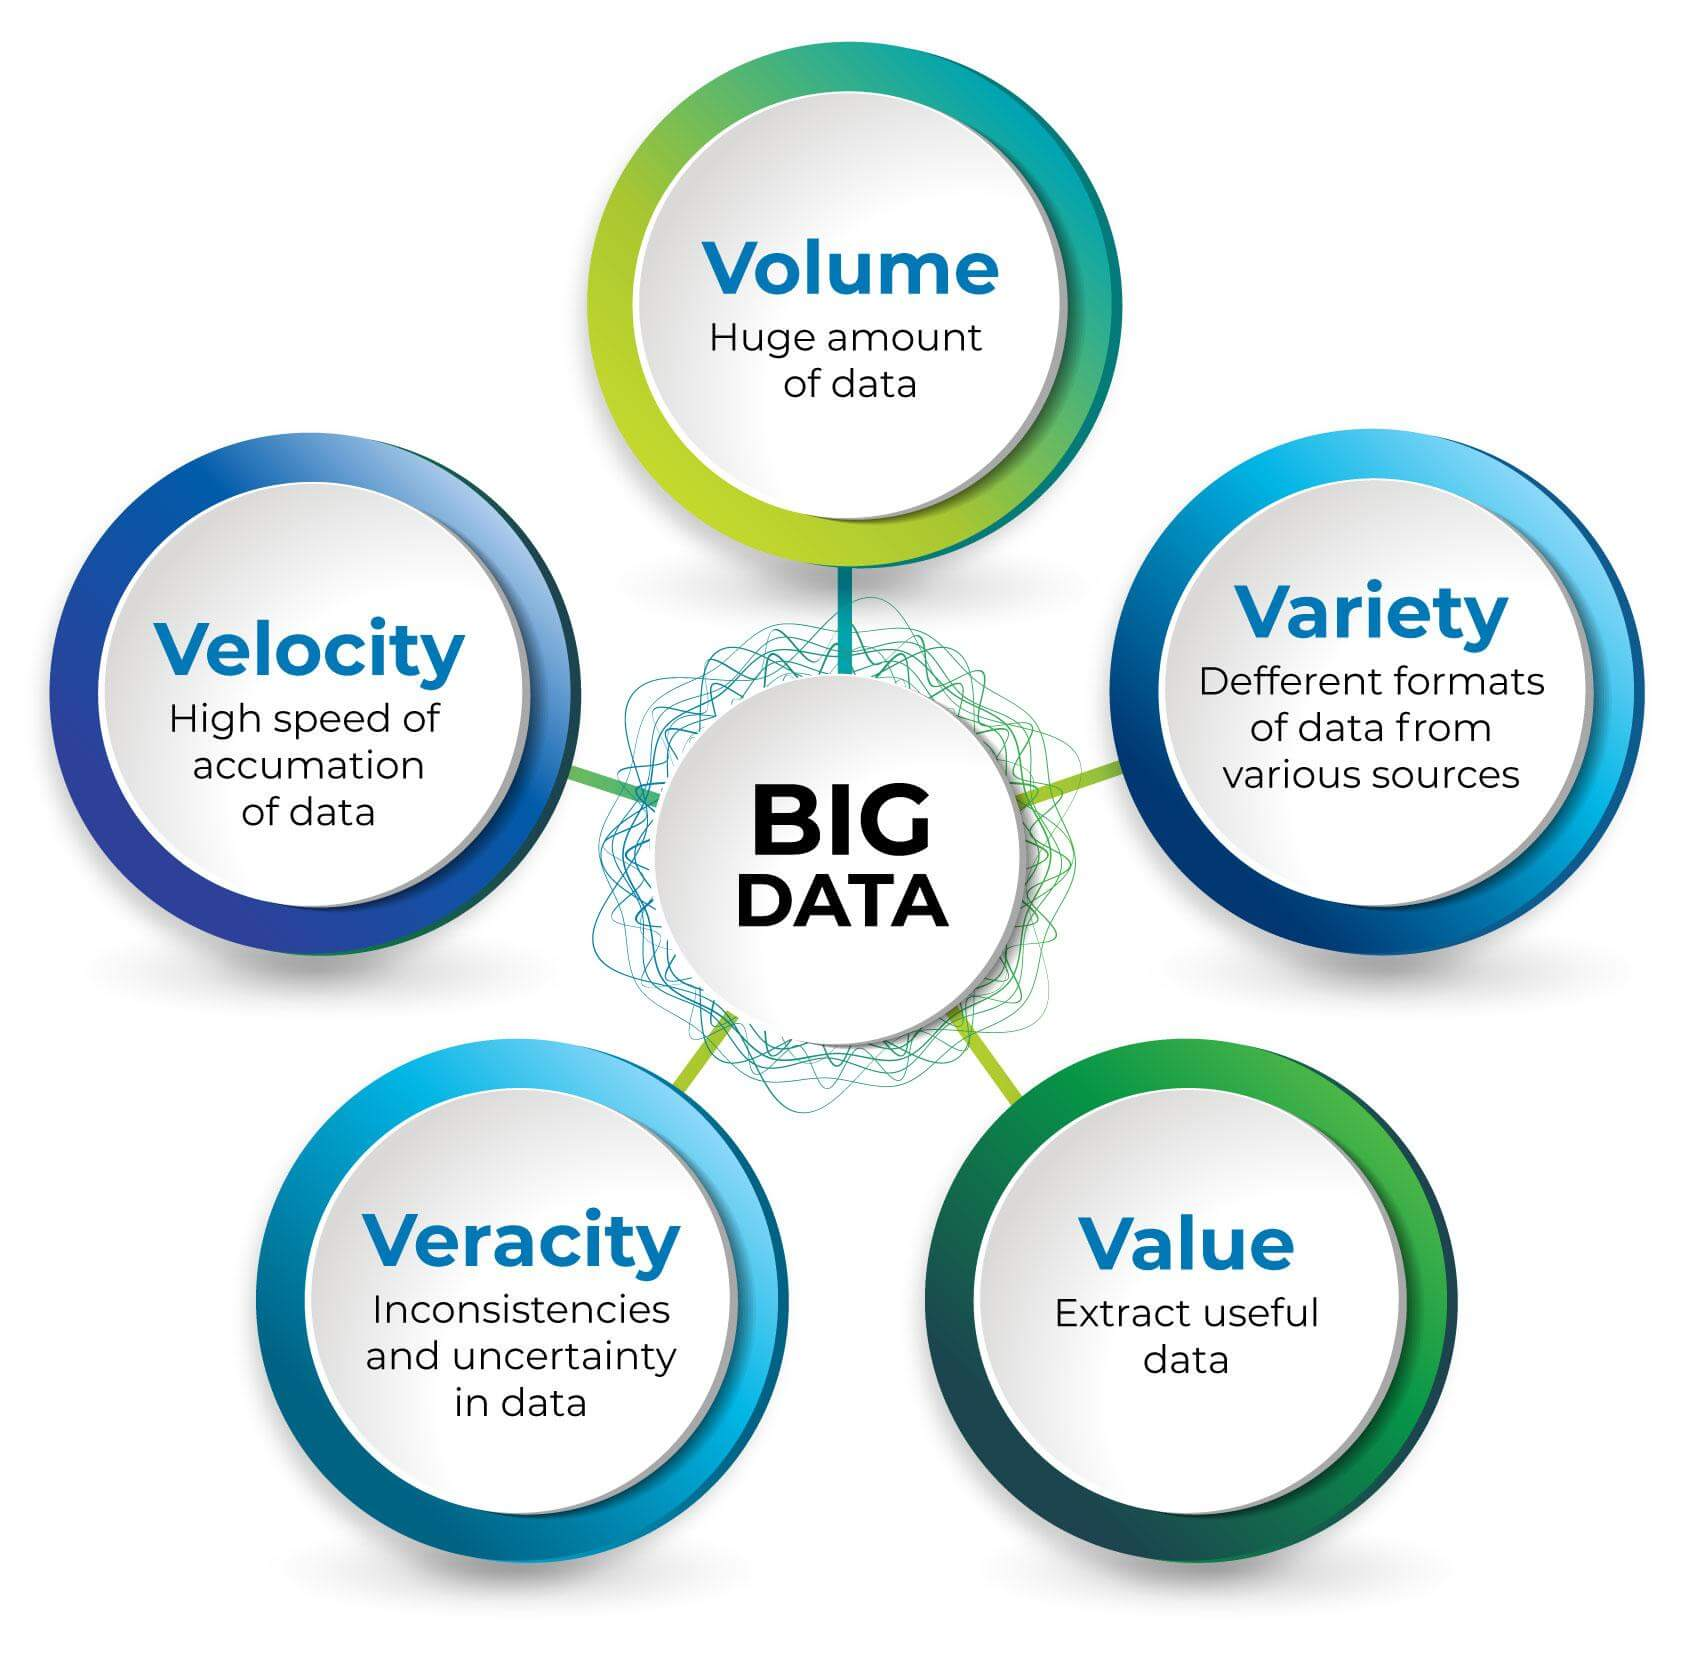 Volume
Huge amount
of data
Velocity
High speed of
accumation
of data
Variety
Defferent formats
of data from
various sources
BIG
DATA
Veracity
Inconsistencies
and uncertainty
in data
Value
Extract useful
data